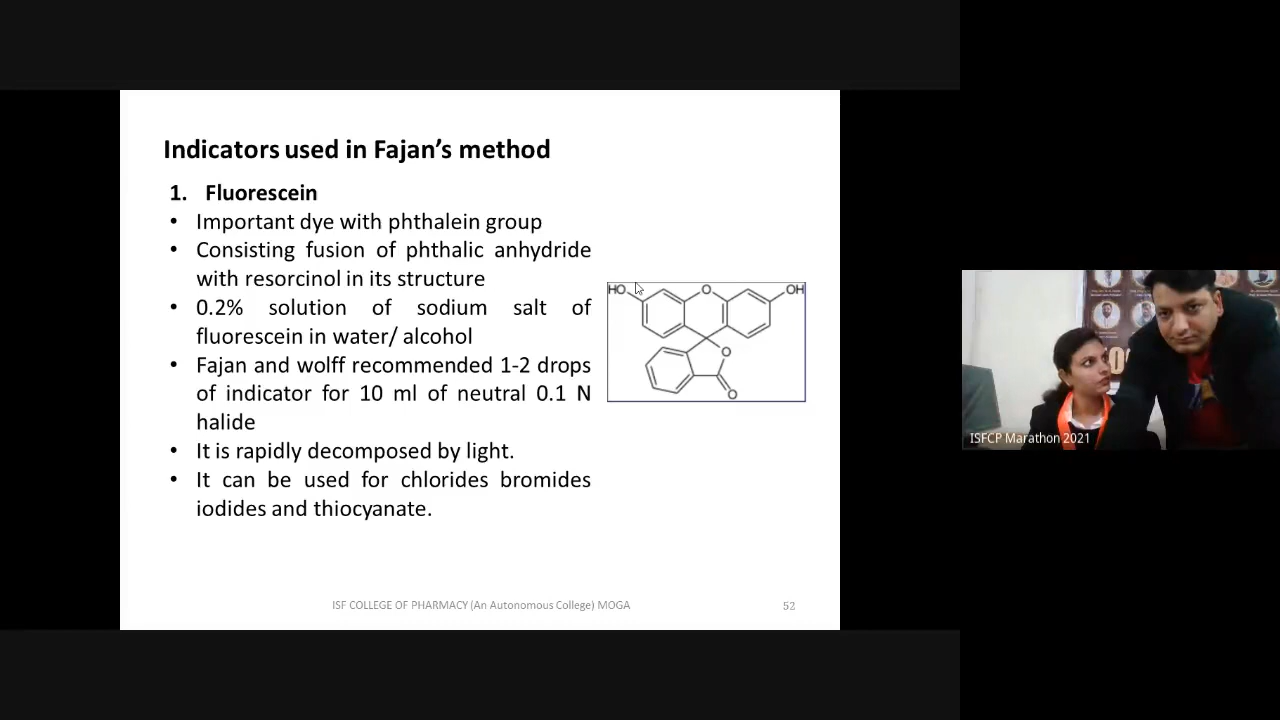 Indicators used in Fajan’s method
1. Fluorescein
• Important dye with phthalein group
• Consisting fusion of phthalic anhydride
with resorcinol in its structure
• 0.2% solution of sodium salt of
fluorescein in water/ alcohol
• Fajan and wolff recommended 1-2 drops
of indicator for 10 ml of neutral 0.1 N
halide
• It is rapidly decomposed by light.
• It can be used for chlorides bromides
iodides and thiocyanate.
HO O OH
O
O
ISF COLLEGE OF PHARMACY (An Autonomous College) MOGA 52
ISFCP Marathon 2021